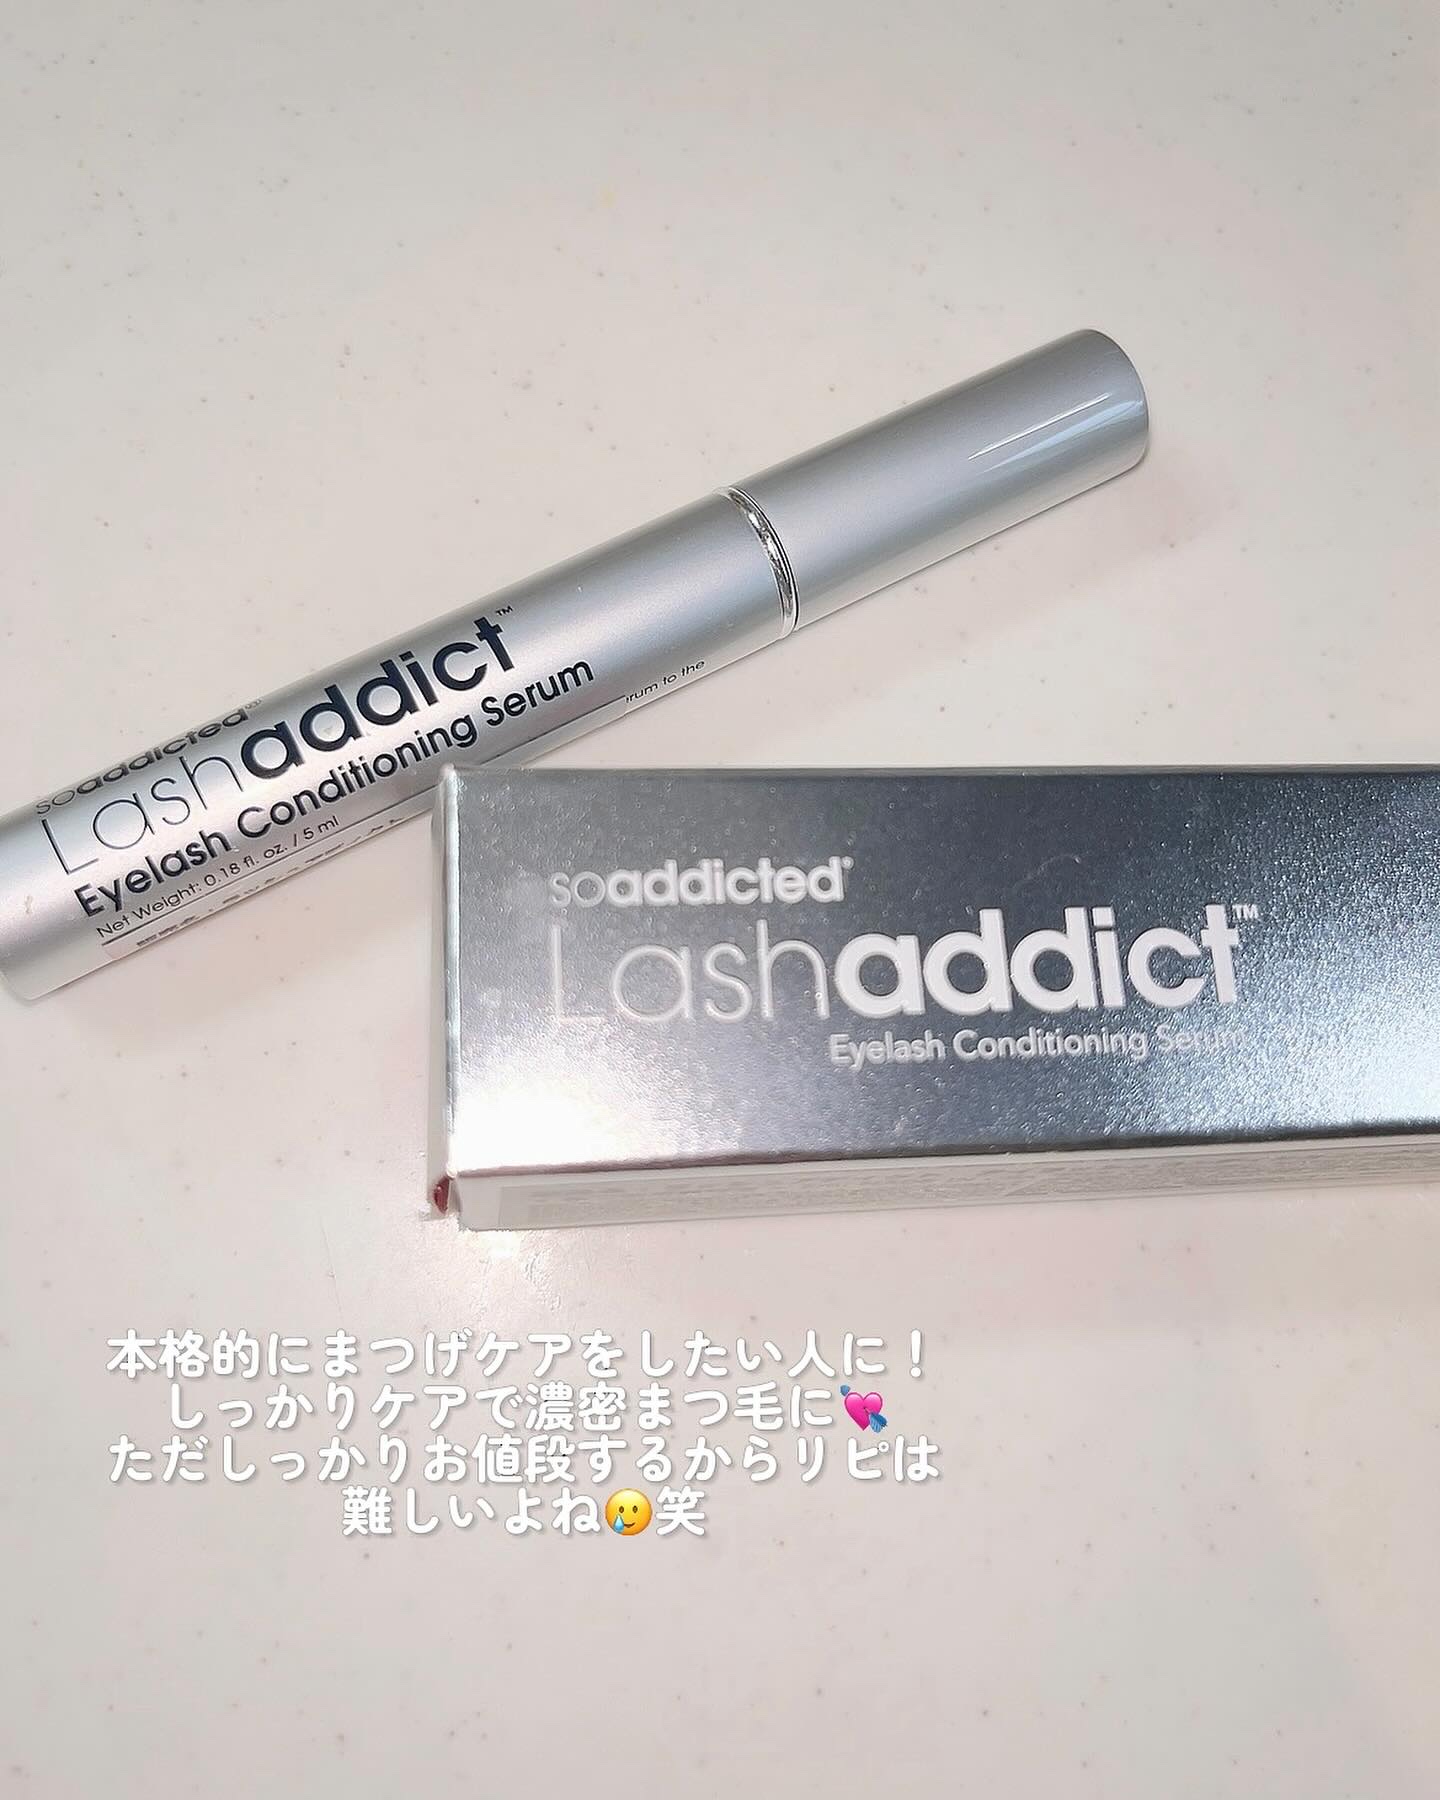 soaddicted®
Lashaddict™
Eyelash Conditioning Serum
Net Weight: 0.18 fl. oz. / 5 ml
rum to the
soaddicted®
Lashaddict™
Eyelash Conditioning Serum
本格的にまつげケアをしたい人に！
しっかりケアで濃密まつ毛に💘
ただしっかりお値段するからリピは
難しいよね🥲笑